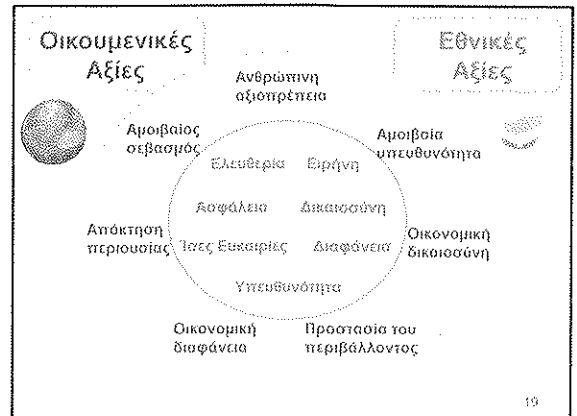 Οικουμενικές
Αξίες
Εθνικές
Αξίες
Ανθρώπινη
αξιοπρέπεια
Αμοιβαίος
σεβασμός
Αμοιβαία
υπευθυνότητα
Ελευθερία Ειρήνη
Ασφάλεια Δικαιοσύνη
Απόκτηση
περιουσίας
Ίσες Ευκαιρίες Διαφάνεια
Οικονομική
δικαιοσύνη
Υπευθυνότητα
Οικονομική
διαφάνεια
Προστασία του
περιβάλλοντος
19